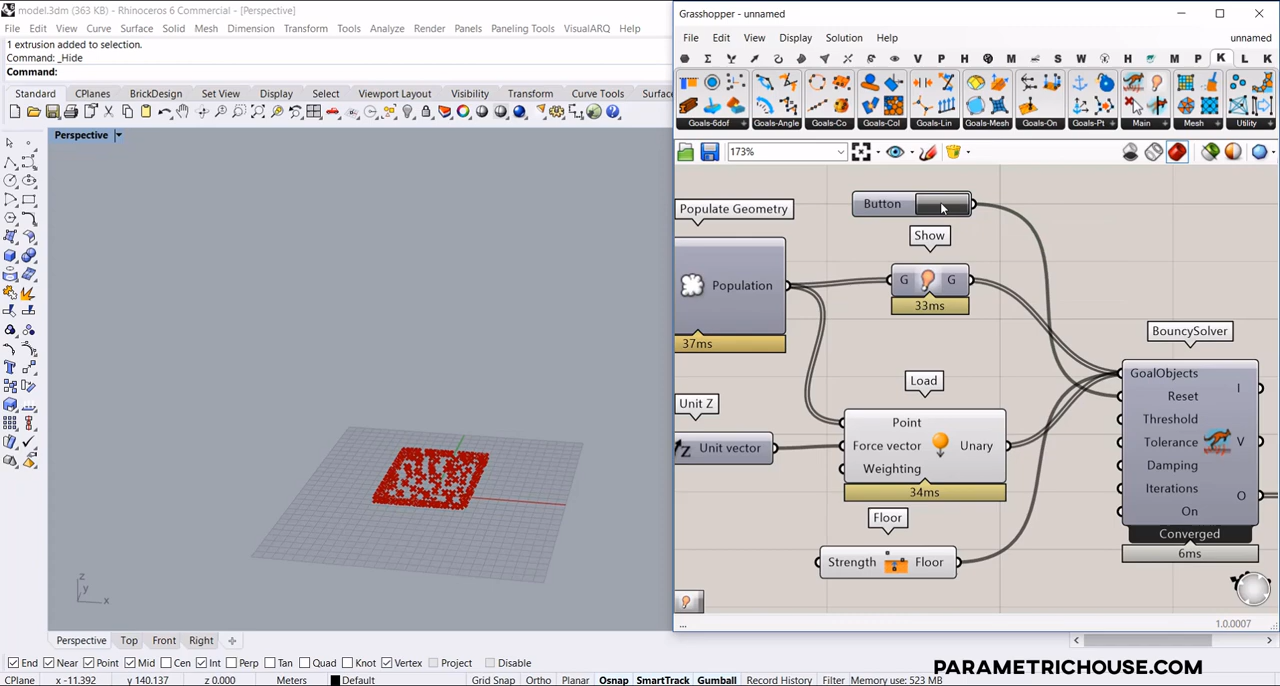 model.3dm (363 KB) - Rhinoceros 6 Commercial - [Perspective]
File Edit View Curve Surface Solid Mesh Dimension Transform Tools Analyze Render Panels Paneling Tools VisualARQ Help
1 extrusion added to selection.
Command: _Hide
Command:
Standard CPlanes BrickDesign Set View Display Select Viewport Layout Visibility Transform Curve Tools Surface
Perspective
z
y
x
Perspective Top Front Right
End Near Point Mid Cen Int Perp Tan Quad Knot Vertex Project Disable
CPlane x -11.392 y 140.137 z 0.000 Meters Default Grid Snap Ortho Planar Osnap SmartTrack Gumball Record History Filter Memory use: 523 MB
Grasshopper - unnamed
File Edit View Display Solution Help unnamed
V P H W H M P K L K
Goals-6dof Goals-Angle Goals-Co Goals-Col Goals-Lin Goals-Mesh Goals-On Goals-Pt Main Mesh Utility
173%
Button
Populate Geometry
Show
Population
G G
33ms
37ms
BouncySolver
Load
GoalObjects
I
Reset
Unit Z
Point
Threshold
Unit vector
Force vector
Unary
Tolerance
V
Weighting
Damping
34ms
Iterations
O
On
Floor
Converged
6ms
Strength Floor
...
1.0.0007
PARAMETRICHOUSE.COM